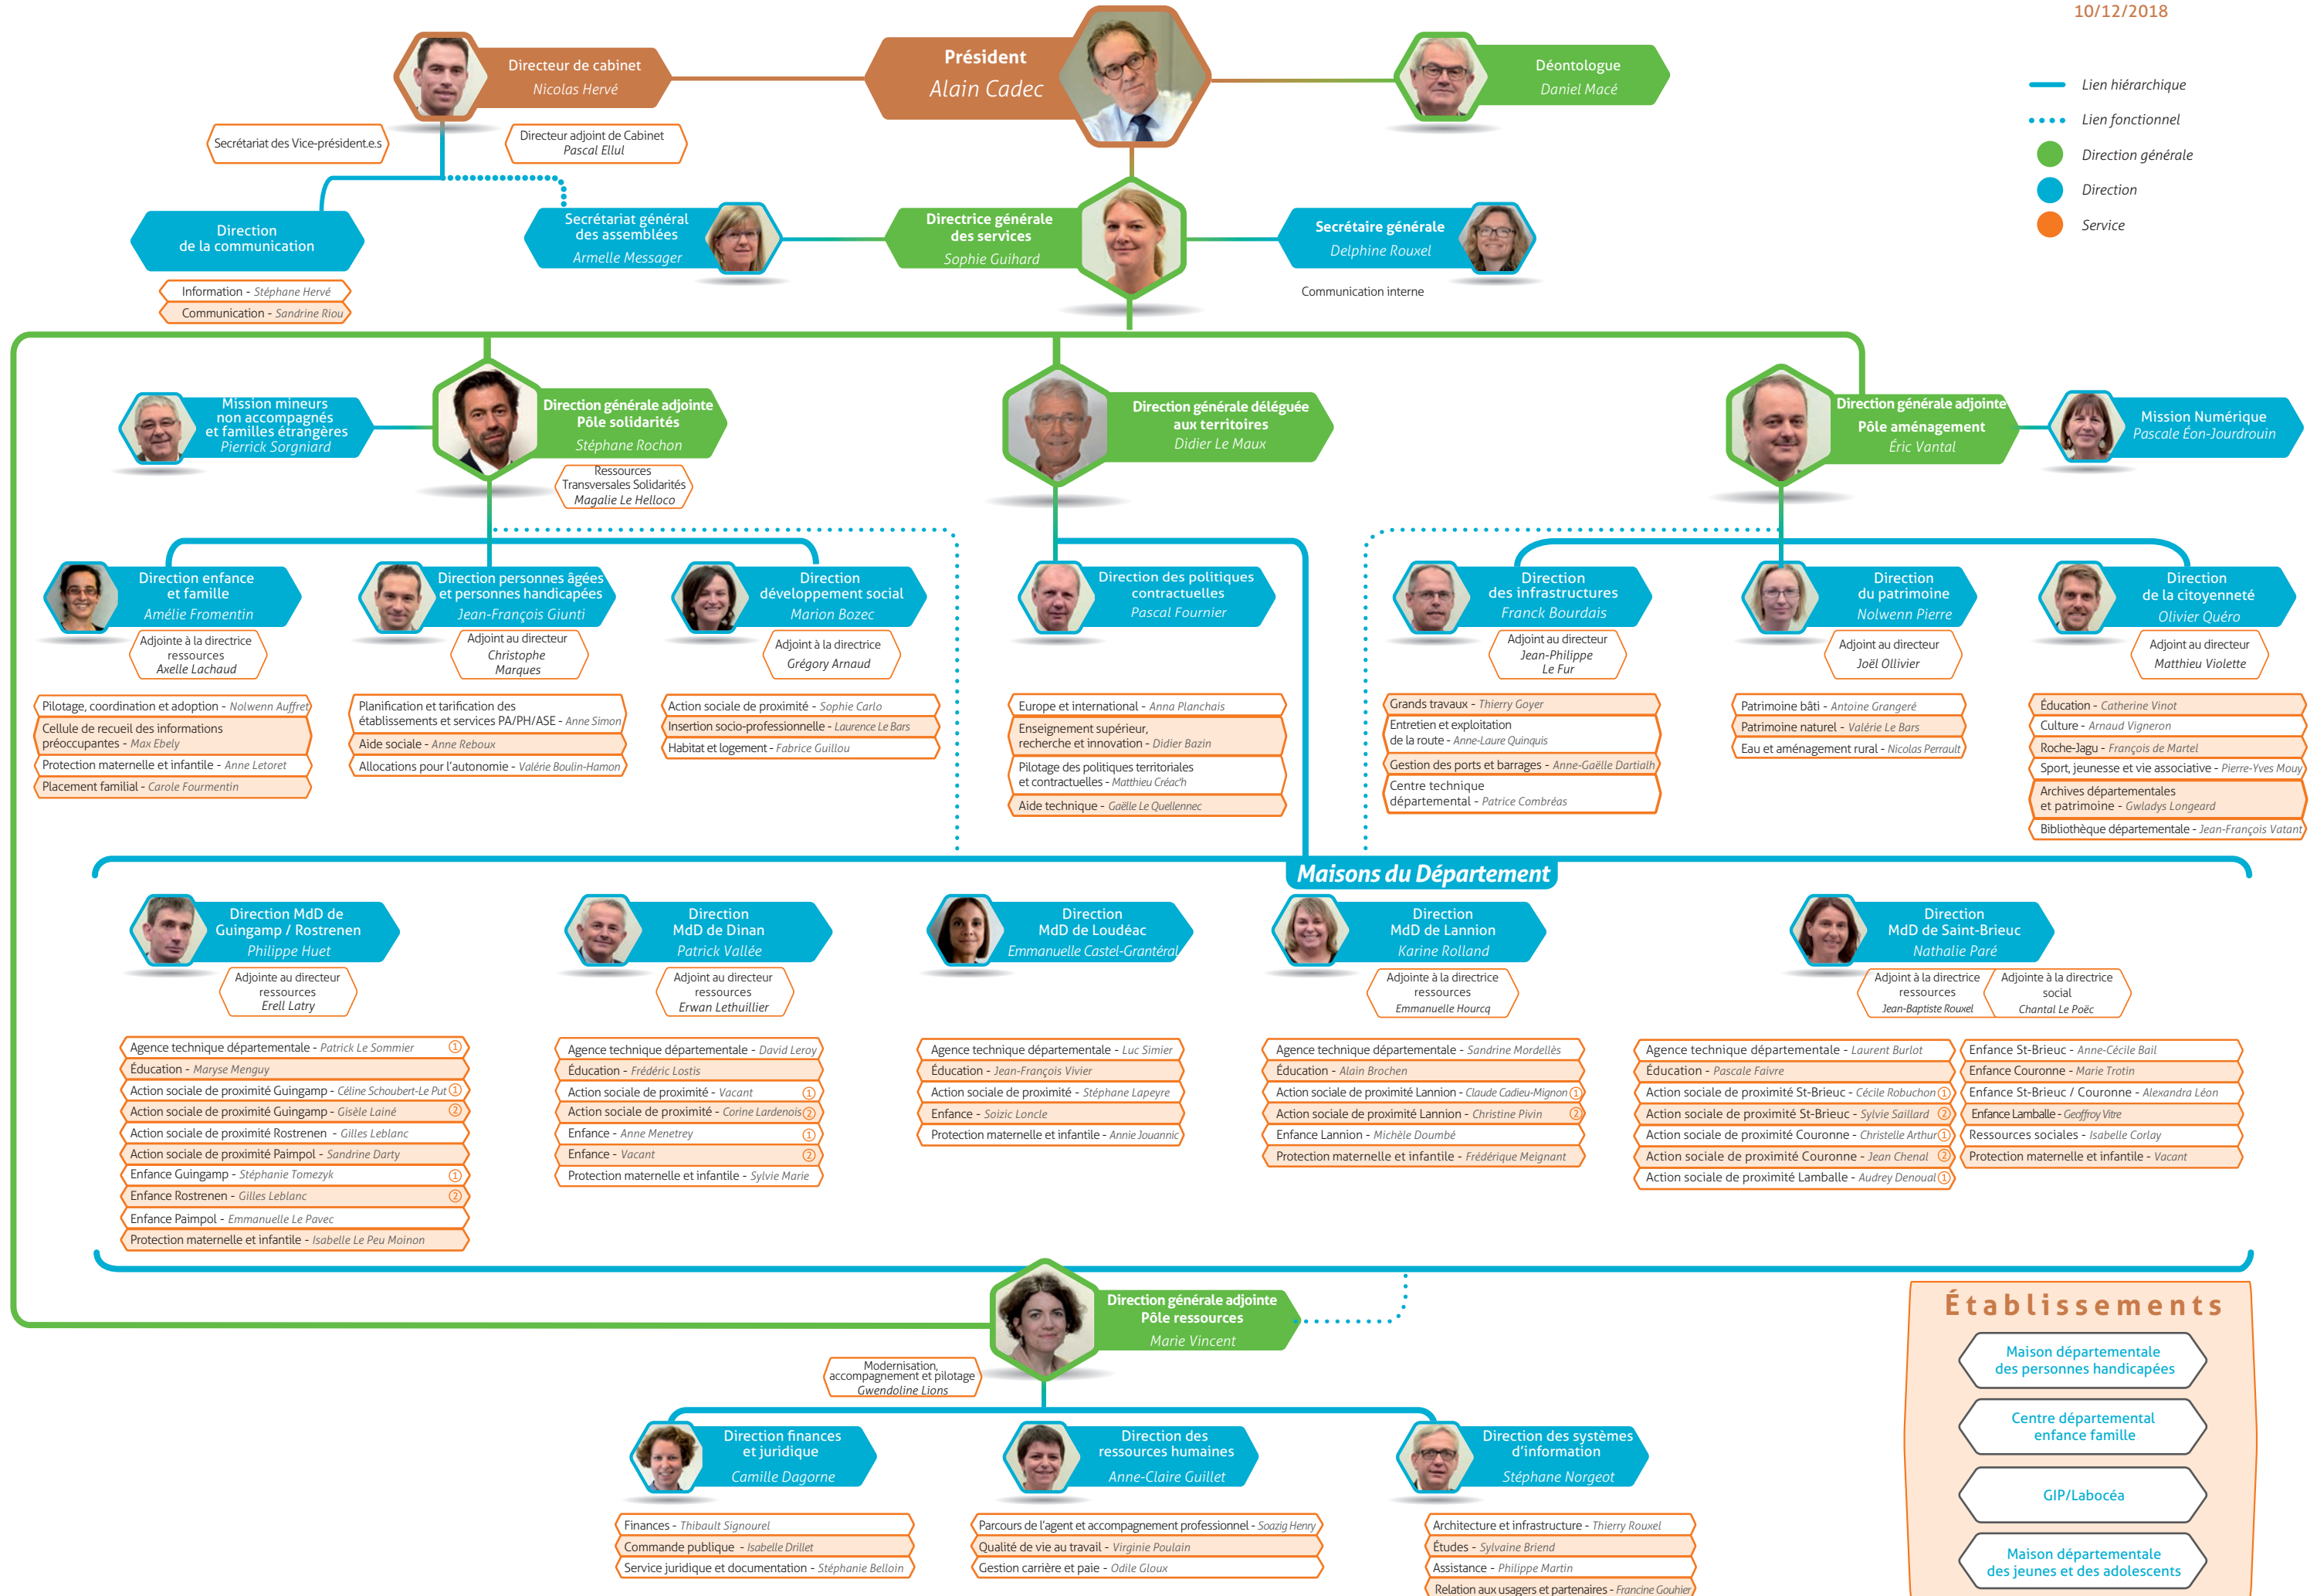 10/12/2018
Directeur de cabinet
Nicolas Hervé
Président
Alain Cadec
Déontologue
Daniel Macé
Lien hiérarchique
Lien fonctionnel
Direction générale
Direction
Service
Secrétariat des Vice-président.e.s
Directeur adjoint de Cabinet
Pascal Ellul
Direction
de la communication
Information - Stéphane Hervé
Communication - Sandrine Riou
Secrétariat général
des assemblées
Armelle Messager
Directrice générale
des services
Sophie Guihard
Secrétaire générale
Delphine Rouxel
Communication interne
Mission mineurs
non accompagnés
et familles étrangères
Pierrick Sorgniard
Direction générale adjointe
Pôle solidarités
Stéphane Rochon
Ressources
Transversales Solidarités
Magalie Le Helloco
Direction générale déléguée
aux territoires
Didier Le Maux
Direction générale adjointe
Pôle aménagement
Éric Vantal
Mission Numérique
Pascale Éon-Jourdrouin
Direction enfance
et famille
Amélie Fromentin
Adjointe à la directrice
ressources
Axelle Lachaud
Pilotage, coordination et adoption - Nolwenn Auffret
Cellule de recueil des informations
préoccupantes - Max Ebely
Protection maternelle et infantile - Anne Letoret
Placement familial - Carole Fourmentin
Direction personnes âgées
et personnes handicapées
Jean-François Giunti
Adjoint au directeur
Christophe
Marques
Planification et tarification des
établissements et services PA/PH/ASE - Anne Simon
Aide sociale - Anne Reboux
Allocations pour l'autonomie - Valérie Boulin-Hamon
Direction
développement social
Marion Bozec
Adjoint à la directrice
Grégory Arnaud
Action sociale de proximité - Sophie Carlo
Insertion socio-professionnelle - Laurence Le Bars
Habitat et logement - Fabrice Guillou
Direction des politiques
contractuelles
Pascal Fournier
Europe et international - Anna Planchais
Enseignement supérieur,
recherche et innovation - Didier Bazin
Pilotage des politiques territoriales
et contractuelles - Matthieu Créac'h
Aide technique - Gaëlle Le Quellennec
Direction
des infrastructures
Franck Bourdais
Adjoint au directeur
Jean-Philippe
Le Fur
Grands travaux - Thierry Goyer
Entretien et exploitation
de la route - Anne-Laure Quinquis
Gestion des ports et barrages - Anne-Gaëlle Dartialh
Centre technique
départemental - Patrice Combréas
Direction
du patrimoine
Nolwenn Pierre
Adjoint au directeur
Joël Ollivier
Patrimoine bâti - Antoine Grangeré
Patrimoine naturel - Valérie Le Bars
Eau et aménagement rural - Nicolas Perrault
Direction
de la citoyenneté
Olivier Quéro
Adjoint au directeur
Matthieu Violette
Éducation - Catherine Vinot
Culture - Arnaud Vigneron
Roche-Jagu - François de Martel
Sport, jeunesse et vie associative - Pierre-Yves Mouy
Archives départementales
et patrimoine - Gwladys Longeard
Bibliothèque départementale - Jean-François Vatant
Maisons du Département
Direction MdD de
Guingamp / Rostrenen
Philippe Huet
Adjointe au directeur
ressources
Erell Latry
Agence technique départementale - Patrick Le Sommier 1
Éducation - Maryse Menguy
Action sociale de proximité Guingamp - Céline Schoubert-Le Put 1
Action sociale de proximité Guingamp - Gisèle Lainé 2
Action sociale de proximité Rostrenen - Gilles Leblanc
Action sociale de proximité Paimpol - Sandrine Darty
Enfance Guingamp - Stéphanie Tomezyk 1
Enfance Rostrenen - Gilles Leblanc 2
Enfance Paimpol - Emmanuelle Le Pavec
Protection maternelle et infantile - Isabelle Le Peu Moinon
Direction
MdD de Dinan
Patrick Vallée
Adjoint au directeur
ressources
Erwan Lethuillier
Agence technique départementale - David Leroy
Éducation - Frédéric Lostis
Action sociale de proximité - Vacant 1
Action sociale de proximité - Corine Lardenois 2
Enfance - Anne Menetrey 1
Enfance - Vacant 2
Protection maternelle et infantile - Sylvie Marie
Direction
MdD de Loudéac
Emmanuelle Castel-Grantéral
Agence technique départementale - Luc Simier
Éducation - Jean-François Vivier
Action sociale de proximité - Stéphane Lapeyre
Enfance - Soizic Loncle
Protection maternelle et infantile - Annie Jouannic
Direction
MdD de Lannion
Karine Rolland
Adjointe à la directrice
ressources
Emmanuelle Hourcq
Agence technique départementale - Sandrine Mordellès
Éducation - Alain Brochen
Action sociale de proximité Lannion - Claude Cadieu-Mignon 1
Action sociale de proximité Lannion - Christine Pivin 2
Enfance Lannion - Michèle Doumbé
Protection maternelle et infantile - Frédérique Meignant
Direction
MdD de Saint-Brieuc
Nathalie Paré
Adjoint à la directrice
ressources
Jean-Baptiste Rouxel
Adjointe à la directrice
social
Chantal Le Poëc
Agence technique départementale - Laurent Burlot
Éducation - Pascale Faivre
Action sociale de proximité St-Brieuc - Cécile Robuchon 1
Action sociale de proximité St-Brieuc - Sylvie Saillard 2
Action sociale de proximité Couronne - Christelle Arthur 1
Action sociale de proximité Couronne - Jean Chenal 2
Action sociale de proximité Lamballe - Audrey Denoual 1
Enfance St-Brieuc - Anne-Cécile Bail
Enfance Couronne - Marie Trotin
Enfance St-Brieuc / Couronne - Alexandra Léon
Enfance Lamballe - Geoffroy Vitre
Ressources sociales - Isabelle Corlay
Protection maternelle et infantile - Vacant
Direction générale adjointe
Pôle ressources
Marie Vincent
Modernisation,
accompagnement et pilotage
Gwendoline Lions
Direction finances
et juridique
Camille Dagorne
Finances - Thibault Signourel
Commande publique - Isabelle Drillet
Service juridique et documentation - Stéphanie Belloin
Direction des
ressources humaines
Anne-Claire Guillet
Parcours de l'agent et accompagnement professionnel - Soazig Henry
Qualité de vie au travail - Virginie Poulain
Gestion carrière et paie - Odile Gloux
Direction des systèmes
d'information
Stéphane Norgeot
Architecture et infrastructure - Thierry Rouxel
Études - Sylvaine Briend
Assistance - Philippe Martin
Relation aux usagers et partenaires - Francine Gouhier
Établissements
Maison départementale
des personnes handicapées
Centre départemental
enfance famille
GIP/Labocéa
Maison départementale
des jeunes et des adolescents